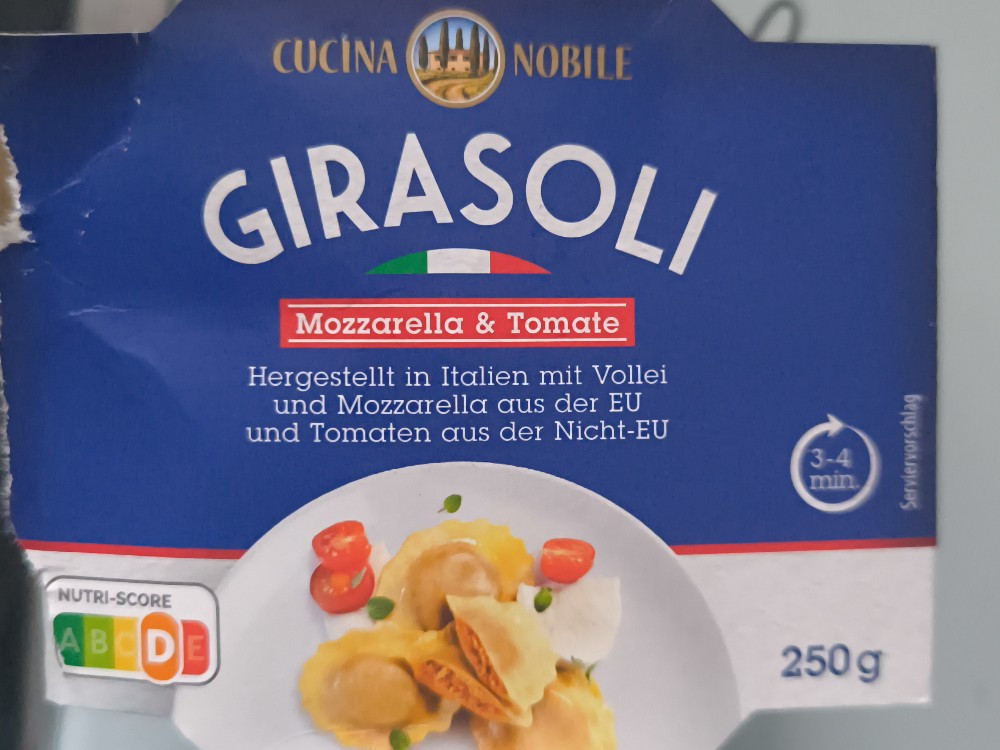 CUCINA NOBILE
GIRASOLI
Mozzarella & Tomate
Hergestellt in Italien mit Vollei
und Mozzarella aus der EU
und Tomaten aus der Nicht-EU
3-4
min.
Serviervorschlag
NUTRI-SCORE
A B C D E
250g